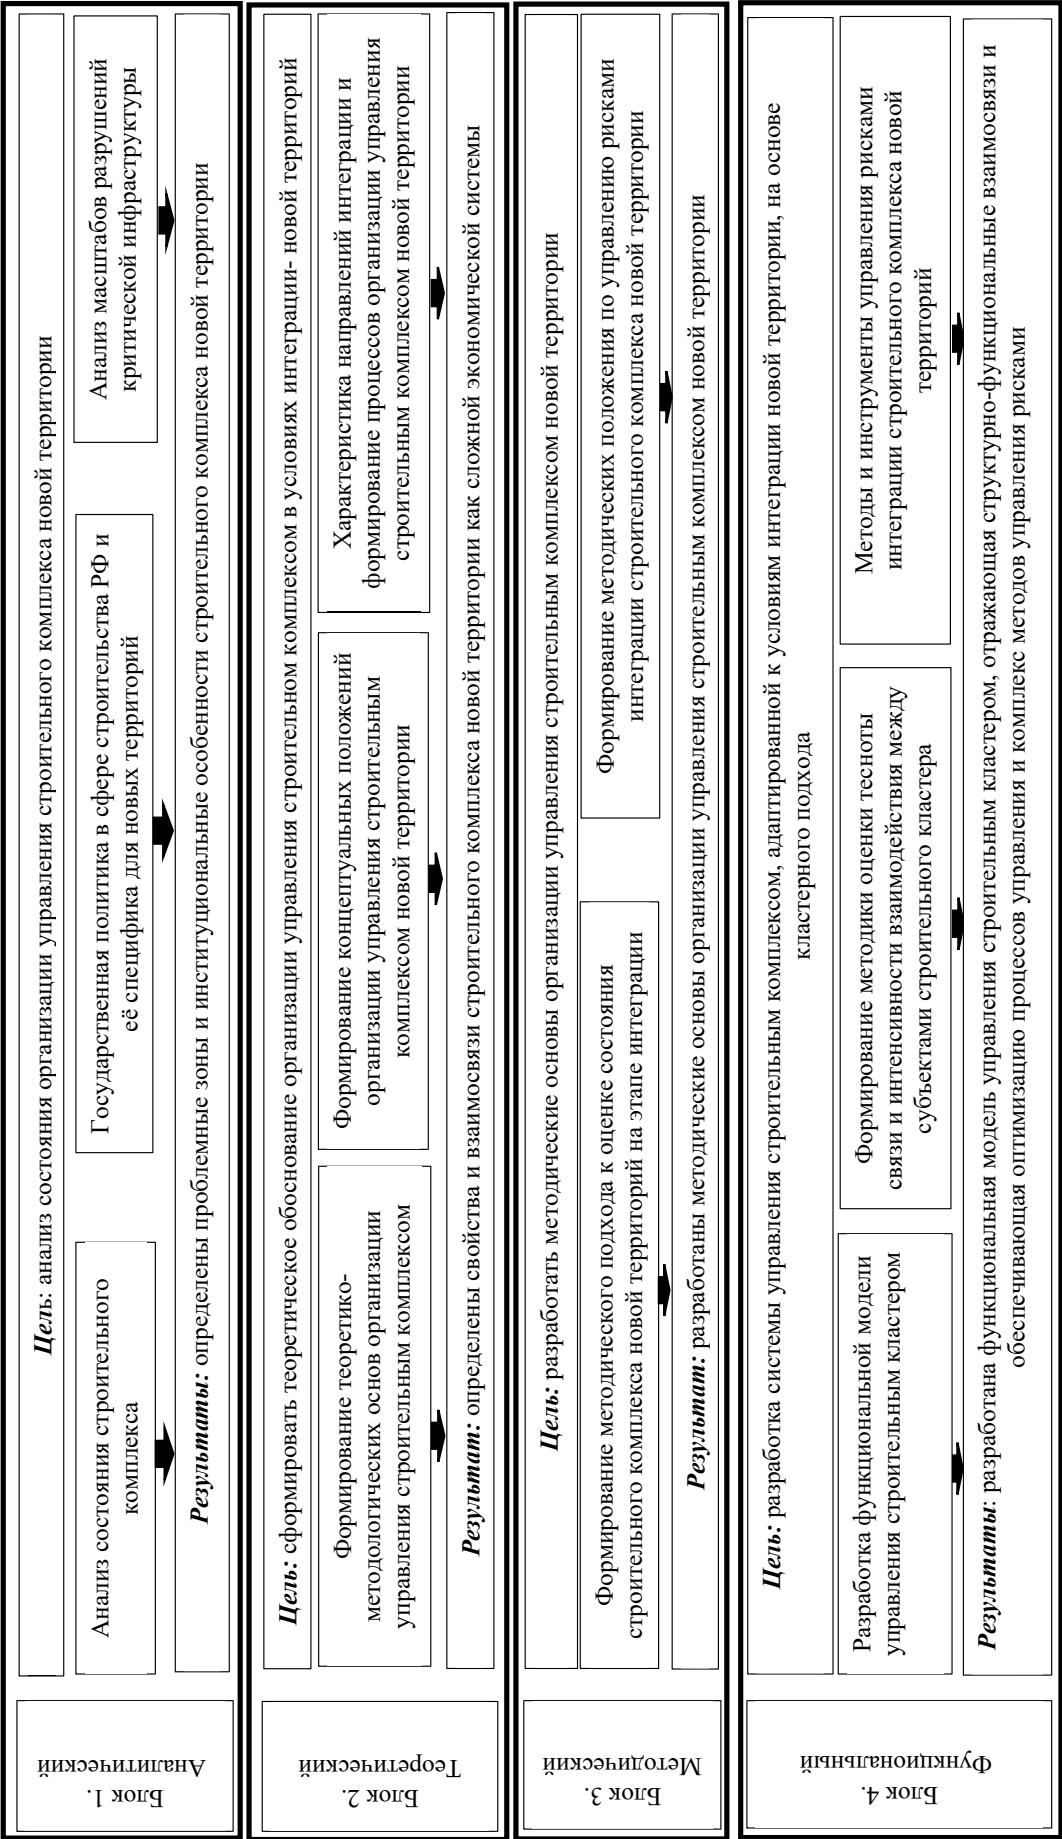 Блок 1.
Аналитический
Цель: анализ состояния организации управления строительного комплекса новой территории
Анализ состояния строительного
комплекса
Государственная политика в сфере строительства РФ и
её специфика для новых территорий
Анализ масштабов разрушений
критической инфраструктуры
Результаты: определены проблемные зоны и институциональные особенности строительного комплекса новой территории
Блок 2.
Теоретический
Цель: сформировать теоретическое обоснование организации управления строительном комплексом в условиях интеграции- новой территорий
Формирование теоретико-
методологических основ организации
управления строительным комплексом
Формирование концептуальных положений
организации управления строительным
комплексом новой территории
Характеристика направлений интеграции и
формирование процессов организации управления
строительным комплексом новой территории
Результат: определены свойства и взаимосвязи строительного комплекса новой территории как сложной экономической системы
Блок 3.
Методический
Цель: разработать методические основы организации управления строительным комплексом новой территории
Формирование методического подхода к оценке состояния
строительного комплекса новой территорий на этапе интеграции
Формирование методических положения по управлению рисками
интеграции строительного комплекса новой территории
Результат: разработаны методические основы организации управления строительным комплексом новой территории
Блок 4.
Функциональный
Цель: разработка системы управления строительным комплексом, адаптированной к условиям интеграции новой территории, на основе
кластерного подхода
Разработка функциональной модели
управления строительным кластером
Формирование методики оценки тесноты
связи и интенсивности взаимодействия между
субъектами строительного кластера
Методы и инструменты управления рисками
интеграции строительного комплекса новой
территорий
Результаты: разработана функциональная модель управления строительным кластером, отражающая структурно-функциональные взаимосвязи и
обеспечивающая оптимизацию процессов управления и комплекс методов управления рисками